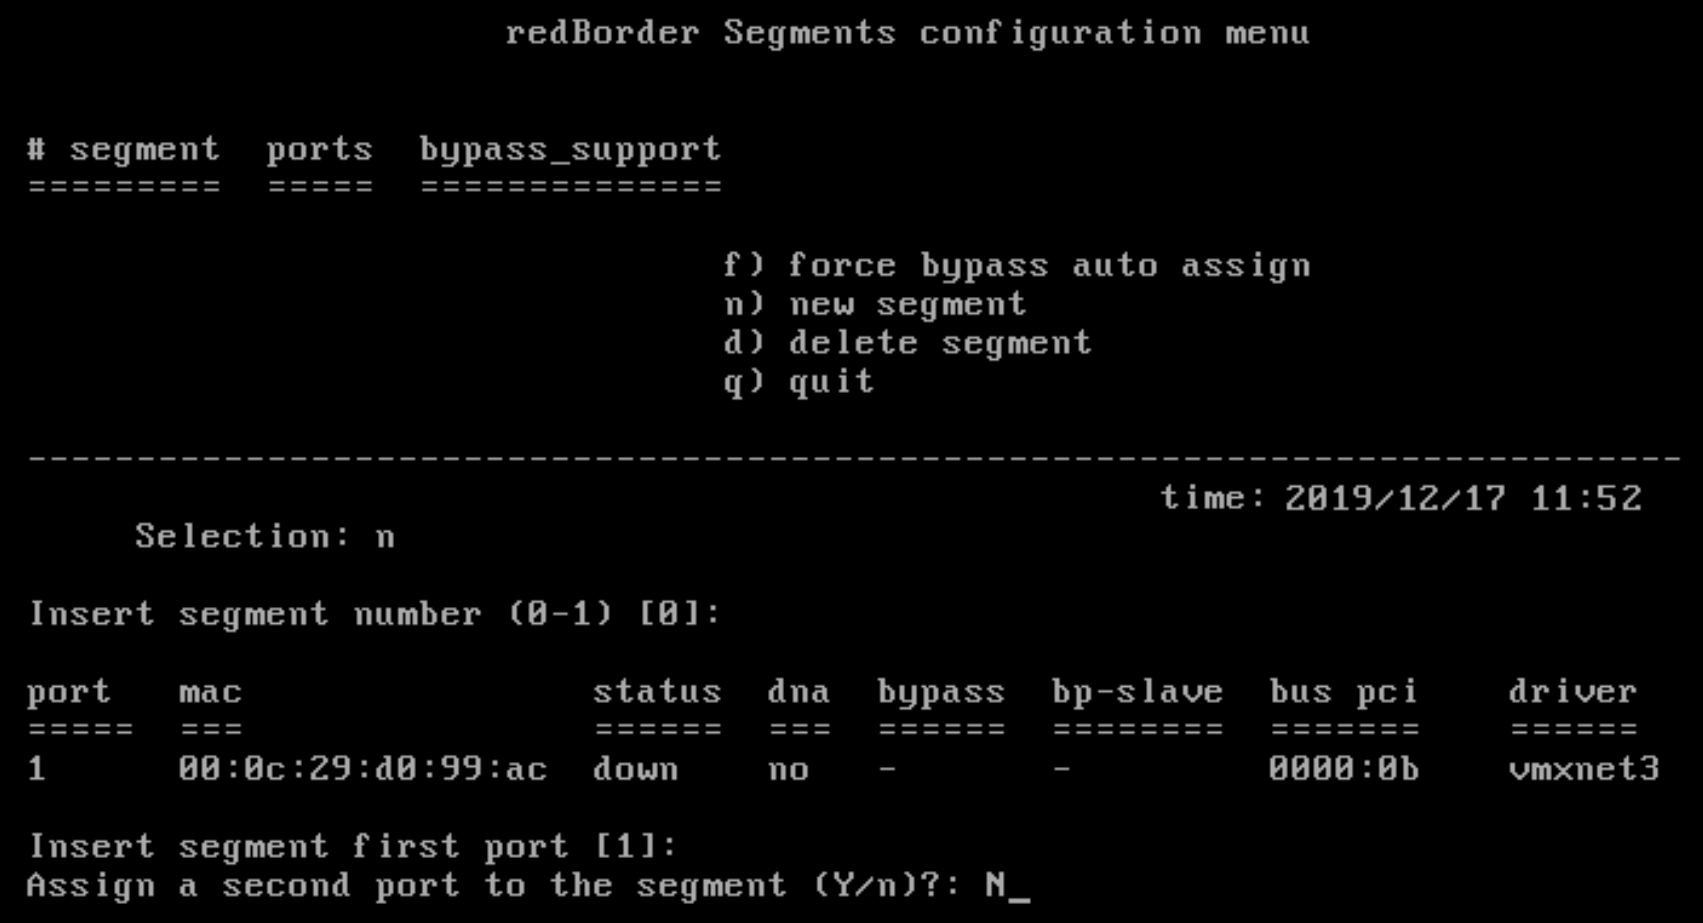 redBorder Segments configuration menu
# segment  ports  bypass_support
=========  =====  ==============
f) force bypass auto assign
n) new segment
d) delete segment
q) quit
----------------------------------------------------------------------------
time: 2019/12/17 11:52
Selection: n
Insert segment number (0-1) [0]:
port   mac                status  dna  bypass  bp-slave  bus pci    driver
=====  ===                ======  ===  ======  ========  =======    ======
1      00:0c:29:d0:99:ac  down    no   -       -         0000:0b    vmxnet3
Insert segment first port [1]:
Assign a second port to the segment (Y/n)?: N_